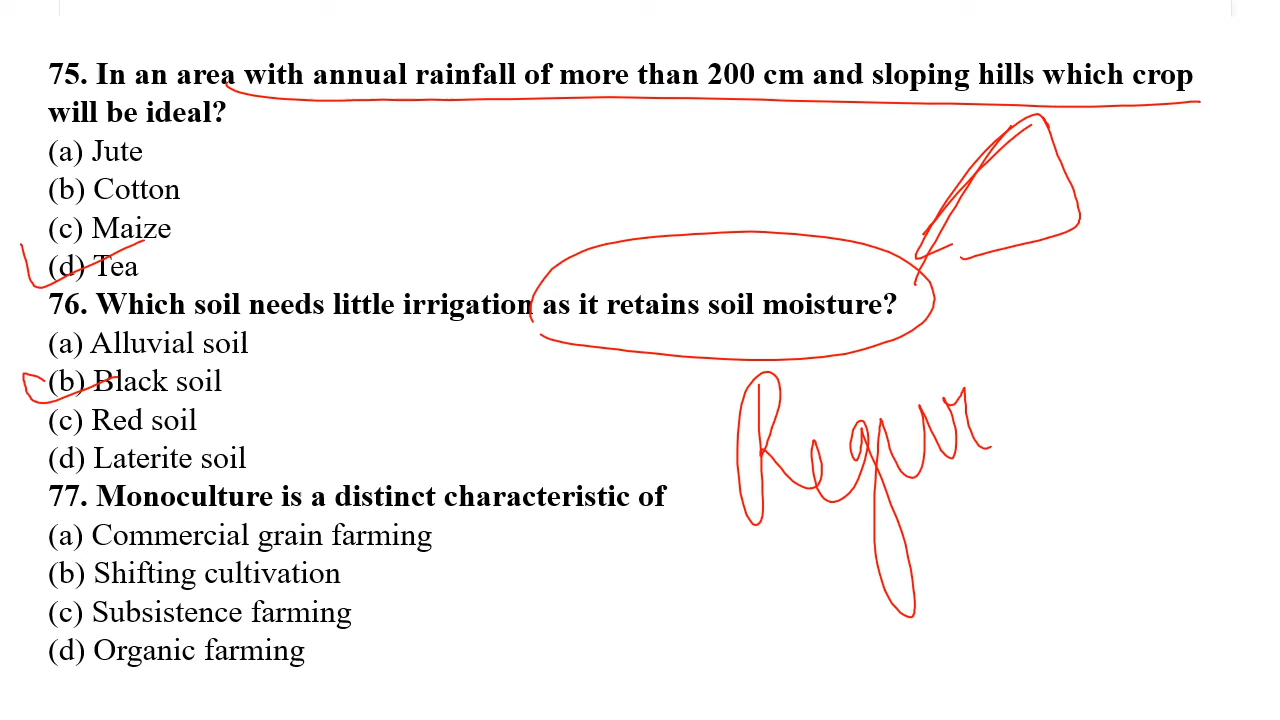 75. In an area with annual rainfall of more than 200 cm and sloping hills which crop
will be ideal?
(a) Jute
(b) Cotton
(c) Maize
(d) Tea
76. Which soil needs little irrigation as it retains soil moisture?
(a) Alluvial soil
(b) Black soil
(c) Red soil
(d) Laterite soil
Regur
77. Monoculture is a distinct characteristic of
(a) Commercial grain farming
(b) Shifting cultivation
(c) Subsistence farming
(d) Organic farming